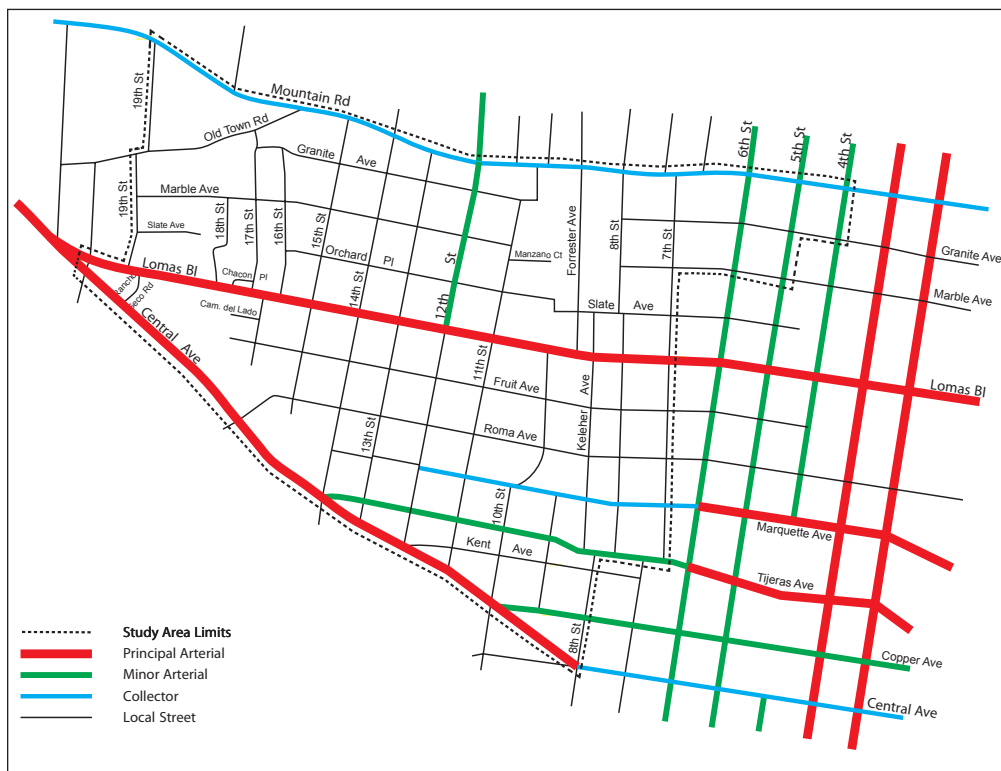 19th St
Mountain Rd
Old Town Rd
Granite Ave
6th St
5th St
4th St
19th St
Marble Ave
Slate Ave
18th St
17th St
16th St
15th St
Orchard Pl
12th St
Manzano Ct
Forrester Ave
8th St
7th St
Granite Ave
Marble Ave
Lomas Bl
Chacon Pl
Cam. del Lado
14th St
Slate Ave
Central Ave
11th St
Fruit Ave
Keleher Ave
Lomas Bl
Roma Ave
13th St
10th St
Marquette Ave
Kent Ave
Tijeras Ave
8th St
Copper Ave
Central Ave
Study Area Limits
Principal Arterial
Minor Arterial
Collector
Local Street